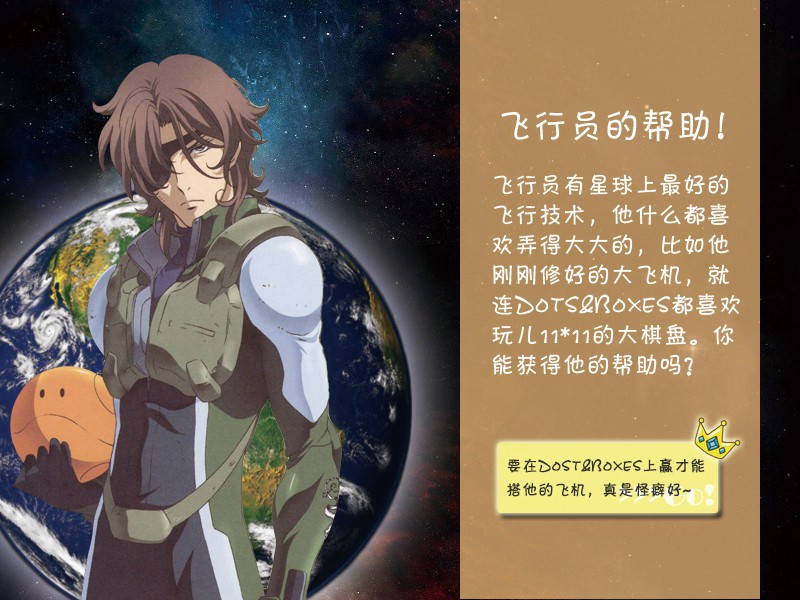 飞行员的帮助！
飞行员有星球上最好的
飞行技术，他什么都喜
欢弄得大大的，比如他
刚刚修好的大飞机，就
连DOTS&BOXES都喜欢
玩儿11*11的大棋盘。你
能获得他的帮助吗？
要在DOST&BOXES上赢才能
搭他的飞机，真是怪癖好~
>>>Go!